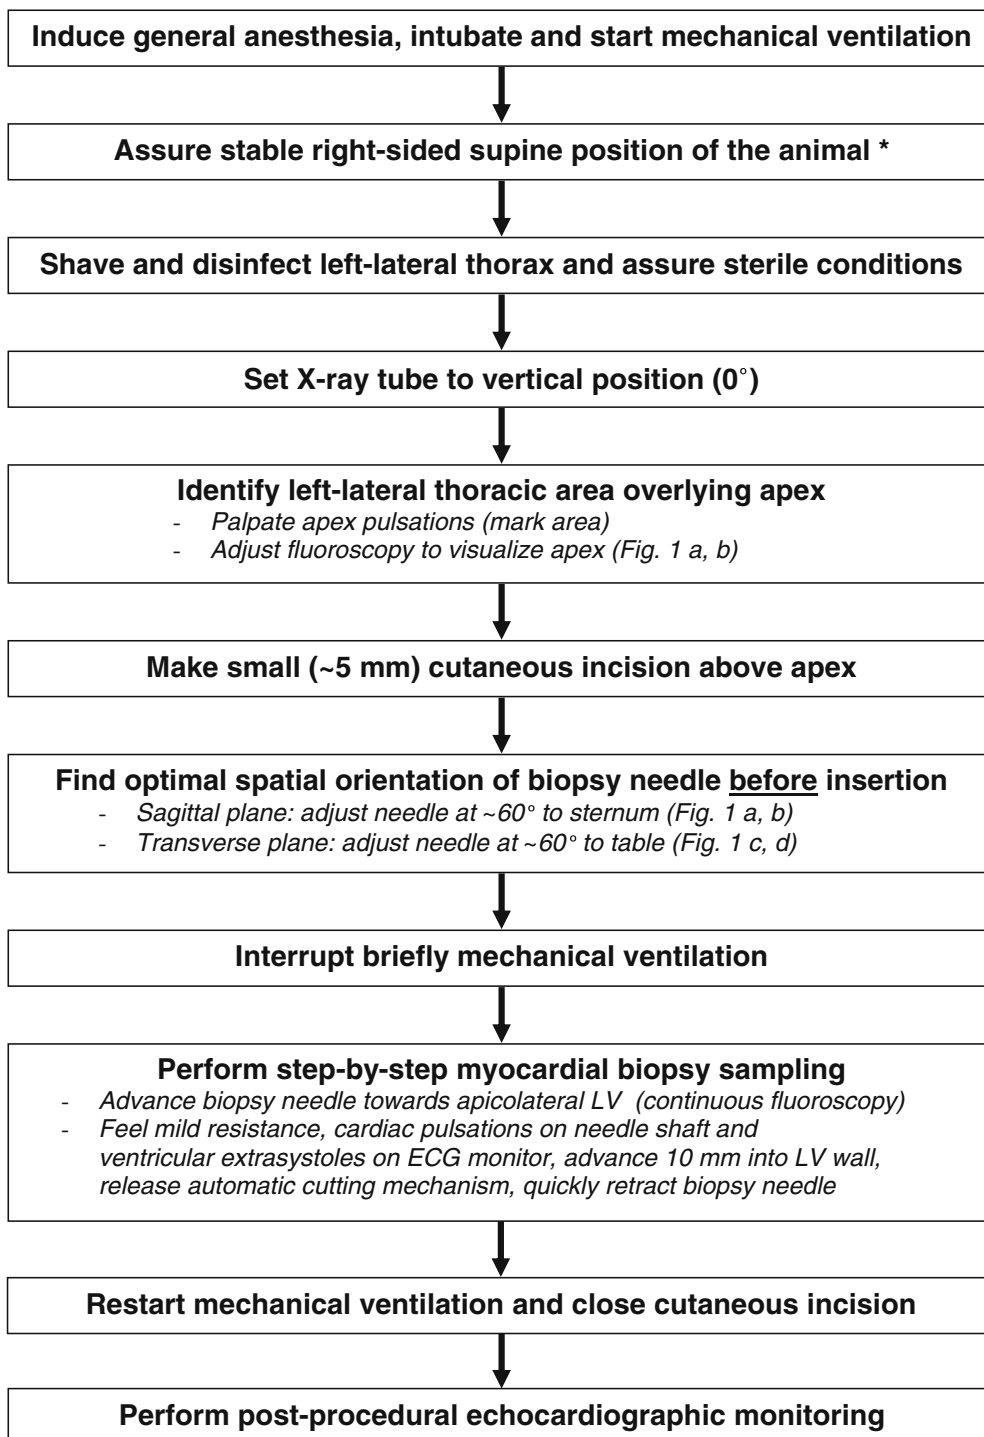 Induce general anesthesia, intubate and start mechanical ventilation
Assure stable right-sided supine position of the animal *
Shave and disinfect left-lateral thorax and assure sterile conditions
Set X-ray tube to vertical position (0°)
Identify left-lateral thoracic area overlying apex
- Palpate apex pulsations (mark area)
- Adjust fluoroscopy to visualize apex (Fig. 1 a, b)
Make small (~5 mm) cutaneous incision above apex
Find optimal spatial orientation of biopsy needle before insertion
- Sagittal plane: adjust needle at ~60° to sternum (Fig. 1 a, b)
- Transverse plane: adjust needle at ~60° to table (Fig. 1 c, d)
Interrupt briefly mechanical ventilation
Perform step-by-step myocardial biopsy sampling
- Advance biopsy needle towards apicolateral LV (continuous fluoroscopy)
- Feel mild resistance, cardiac pulsations on needle shaft and
ventricular extrasystoles on ECG monitor, advance 10 mm into LV wall,
release automatic cutting mechanism, quickly retract biopsy needle
Restart mechanical ventilation and close cutaneous incision
Perform post-procedural echocardiographic monitoring